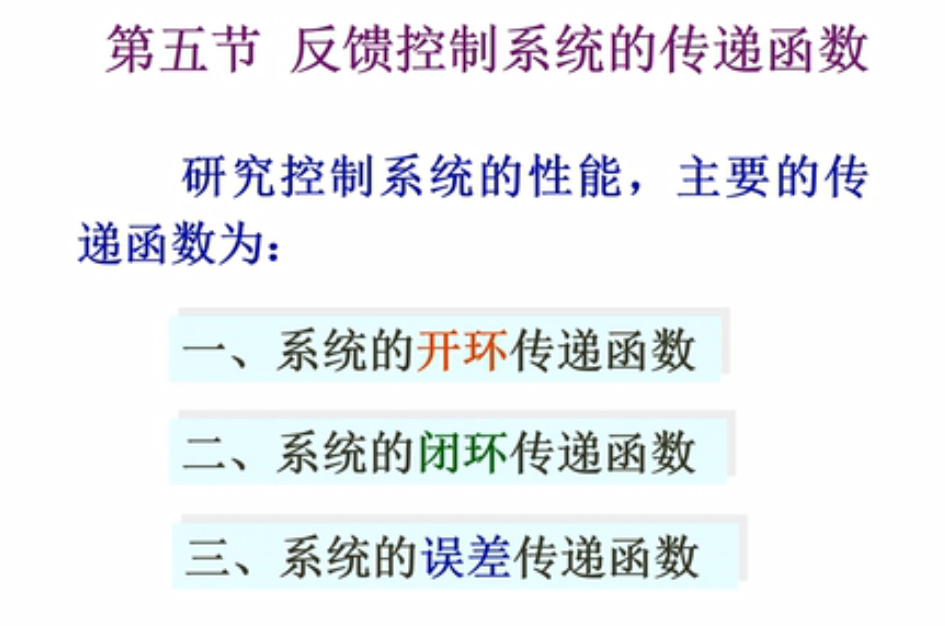 第五节 反馈控制系统的传递函数
研究控制系统的性能，主要的传
递函数为：
一、系统的开环传递函数
二、系统的闭环传递函数
三、系统的误差传递函数